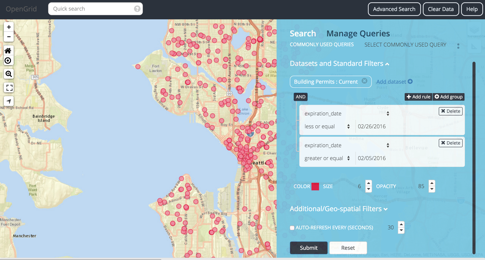 OpenGrid
Quick search
Advanced Search
Clear Data
Help
Search
Manage Queries
COMMONLY USED QUERIES
SELECT COMMONLY USED QUERY
Datasets and Standard Filters
Building Permits : Current
Add dataset
AND
Add rule
Add group
expiration_date
Delete
less or equal
02/26/2016
expiration_date
Delete
greater or equal
02/05/2016
COLOR
SIZE
6
OPACITY
85
Additional/Geo-spatial Filters
AUTO-REFRESH EVERY (SECONDS)
30
Submit
Reset
Bainbridge
Island
Manchester